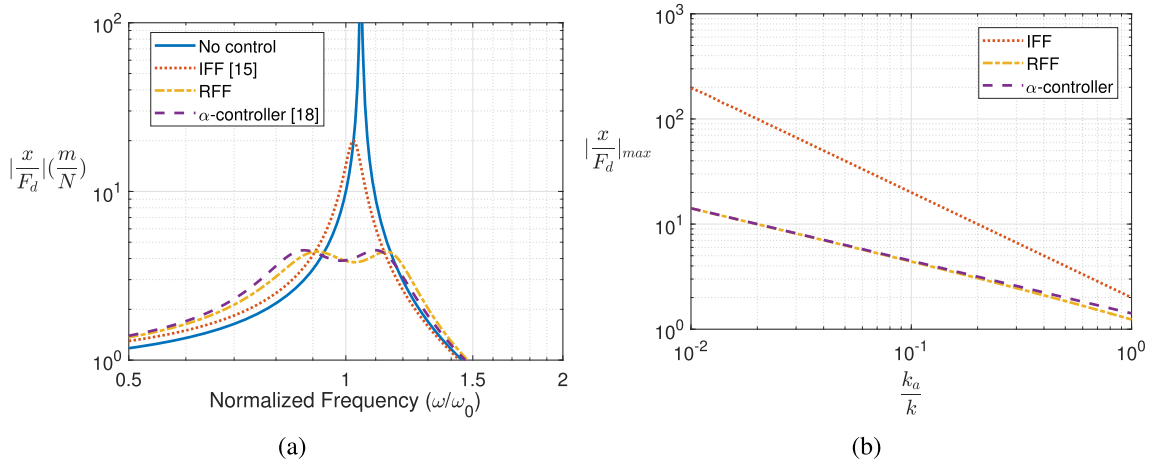 10^2
No control
IFF [15]
RFF
α-controller [18]
|x/F_d|(m/N)
10^1
10^0
0.5
1
1.5
2
Normalized Frequency (ω/ω_0)
(a)
10^3
IFF
RFF
α-controller
10^2
|x/F_d|_max
10^1
10^0
10^-2
10^-1
10^0
k_a/k
(b)